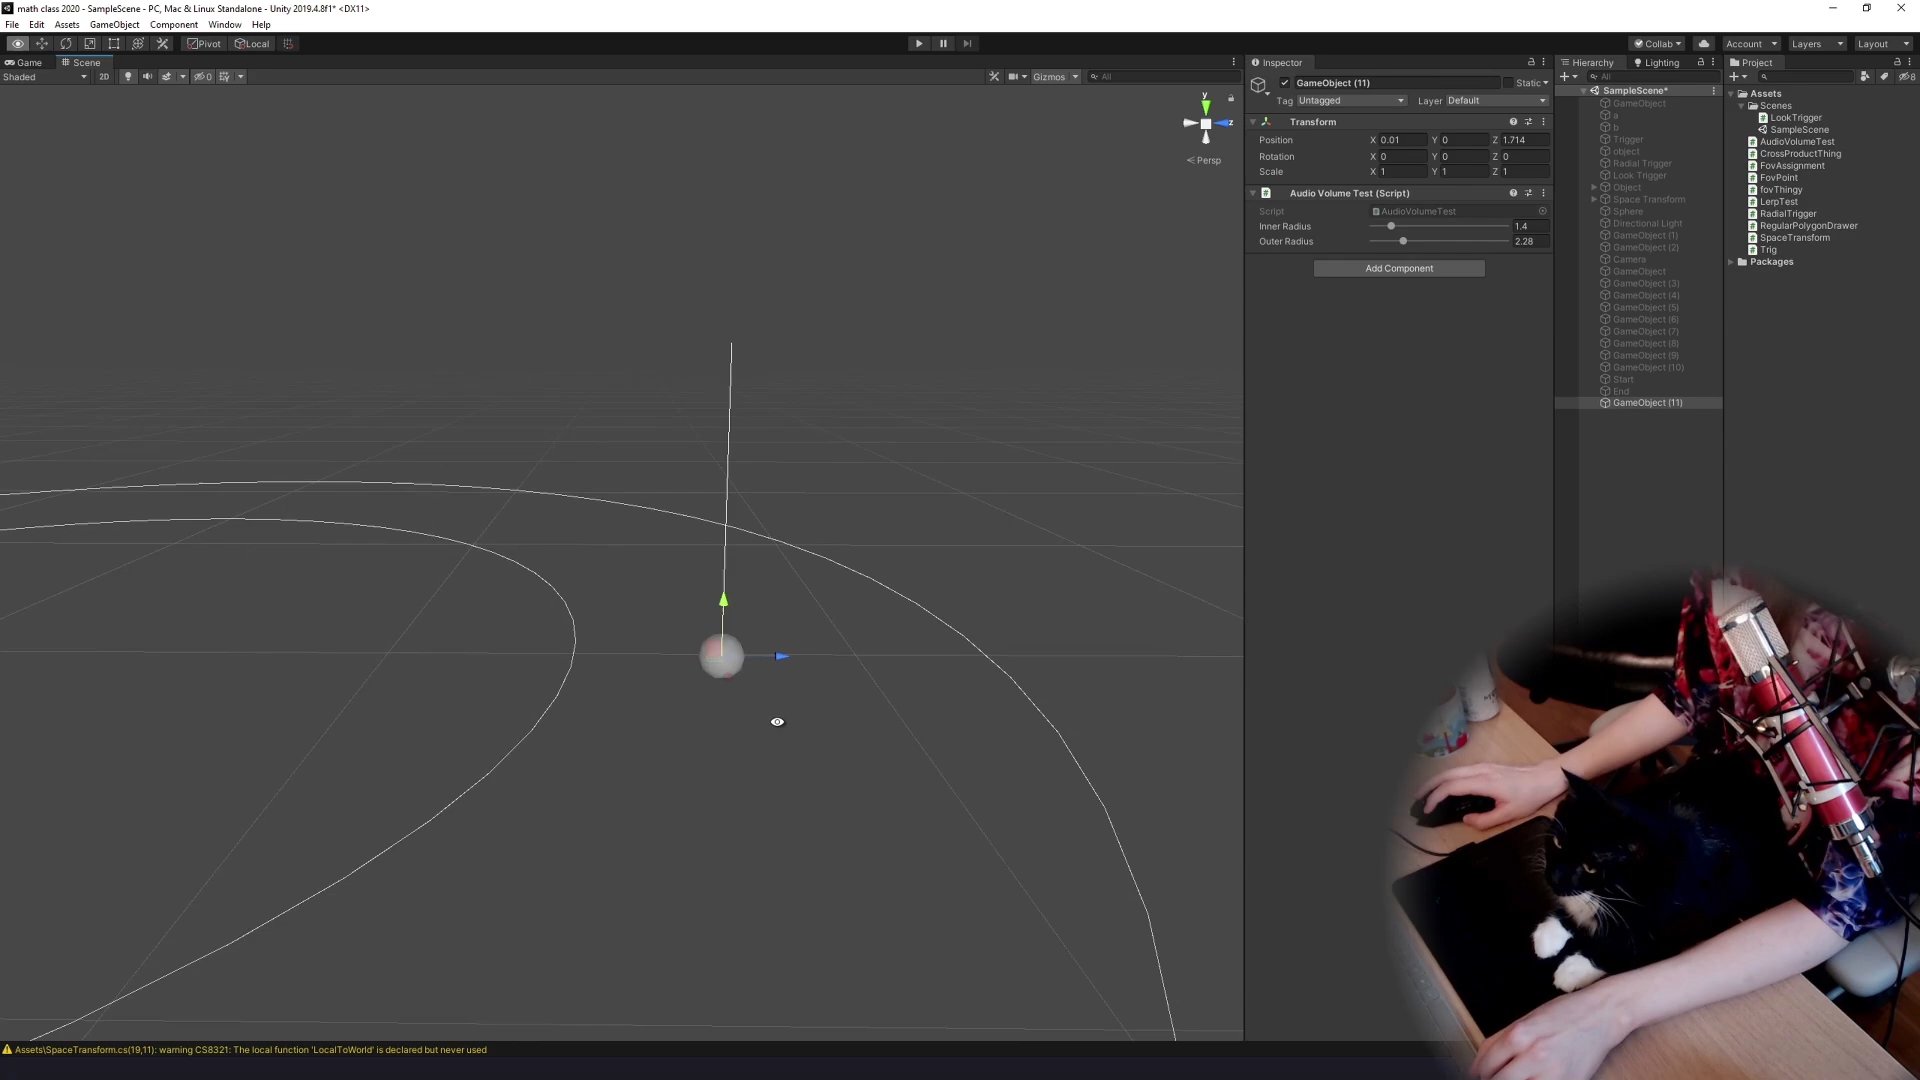 math class 2020 - SampleScene - PC, Mac & Linux Standalone - Unity 2019.4.8f1* <DX11>
File Edit Assets GameObject Component Window Help
Pivot Local Collab Account Layers Layout
Game Scene
Shaded 2D 0 Gizmos All
y
z
Persp
Inspector
GameObject (11) Static
Tag Untagged Layer Default
Transform
Position X 0.01 Y 0 Z 1.714
Rotation X 0 Y 0 Z 0
Scale X 1 Y 1 Z 1
Audio Volume Test (Script)
Script AudioVolumeTest
Inner Radius 1.4
Outer Radius 2.28
Add Component
Hierarchy Lighting
All
SampleScene*
GameObject
a
b
Trigger
object
Radial Trigger
Look Trigger
Object
Space Transform
Sphere
Directional Light
GameObject (1)
GameObject (2)
Camera
GameObject
GameObject (3)
GameObject (4)
GameObject (5)
GameObject (6)
GameObject (7)
GameObject (8)
GameObject (9)
GameObject (10)
Start
End
GameObject (11)
Project
8
Assets
Scenes
LookTrigger
SampleScene
AudioVolumeTest
CrossProductThing
FovAssignment
FovPoint
fovThingy
LerpTest
RadialTrigger
RegularPolygonDrawer
SpaceTransform
Trig
Packages
Assets\SpaceTransform.cs(19,11): warning CS8321: The local function 'LocalToWorld' is declared but never used